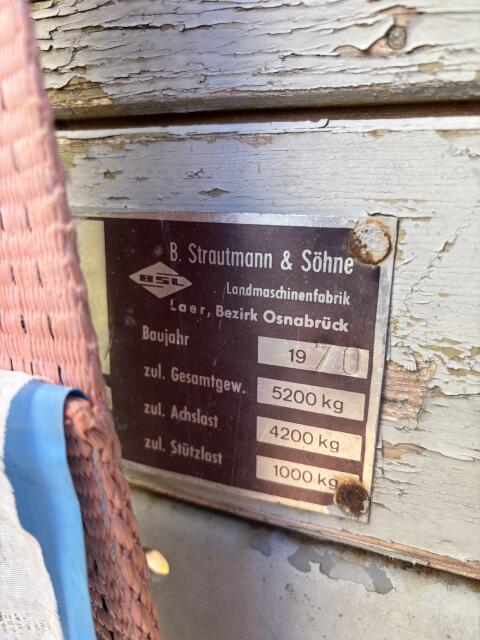 B. Strautmann & Söhne
BSL
Landmaschinenfabrik
Laer, Bezirk Osnabrück
Baujahr 1970
zul. Gesamtgew. 5200 kg
zul. Achslast 4200 kg
zul. Stützlast 1000 kg